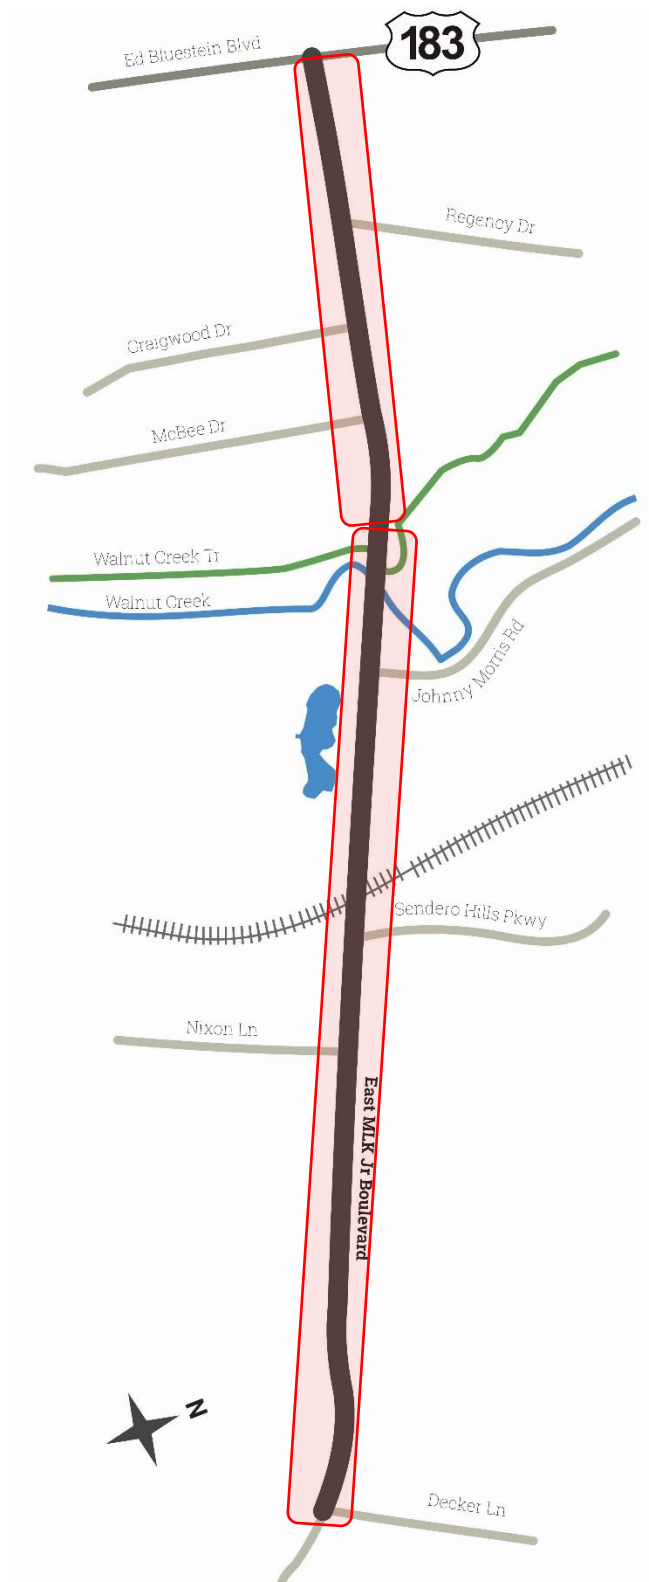 Ed Bluestein Blvd
183
Regency Dr
Craigwood Dr
McBee Dr
Walnut Creek Tr
Walnut Creek
Johnny Morris Rd
Sendero Hills Pkwy
Nixon Ln
East MLK Jr Boulevard
N
Decker Ln